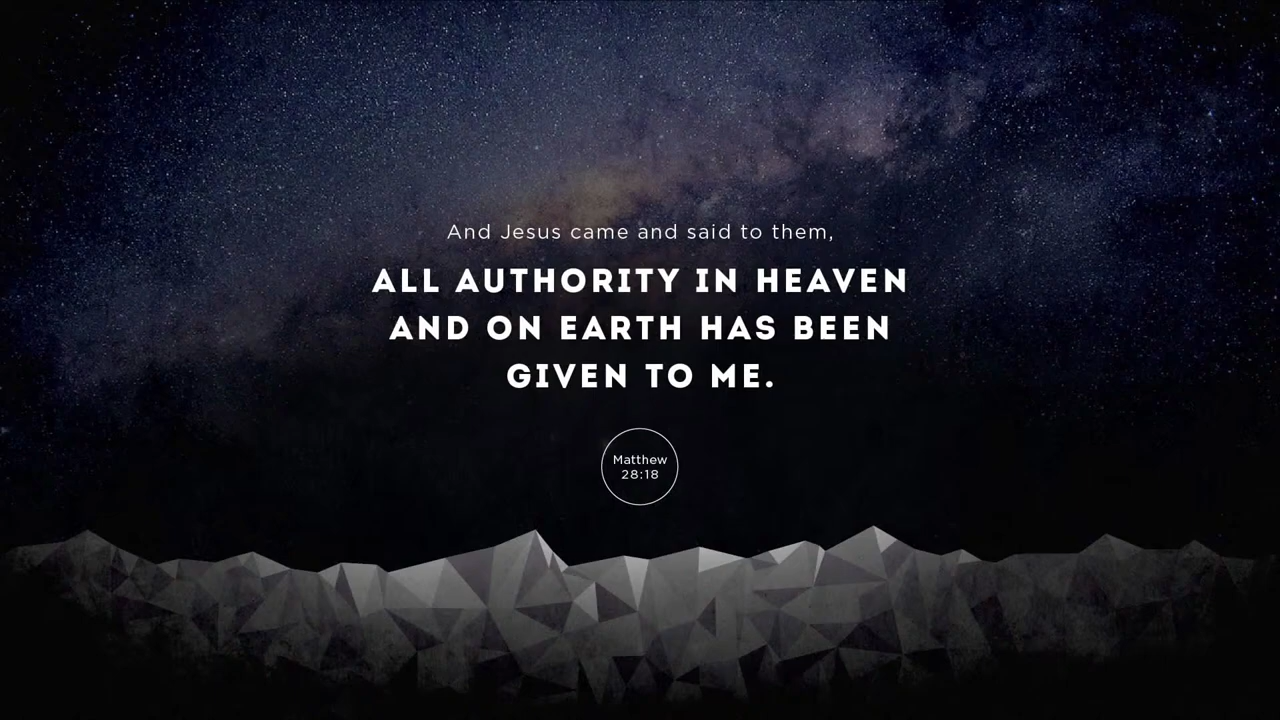 And Jesus came and said to them,
ALL AUTHORITY IN HEAVEN
AND ON EARTH HAS BEEN
GIVEN TO ME.
Matthew
28:18